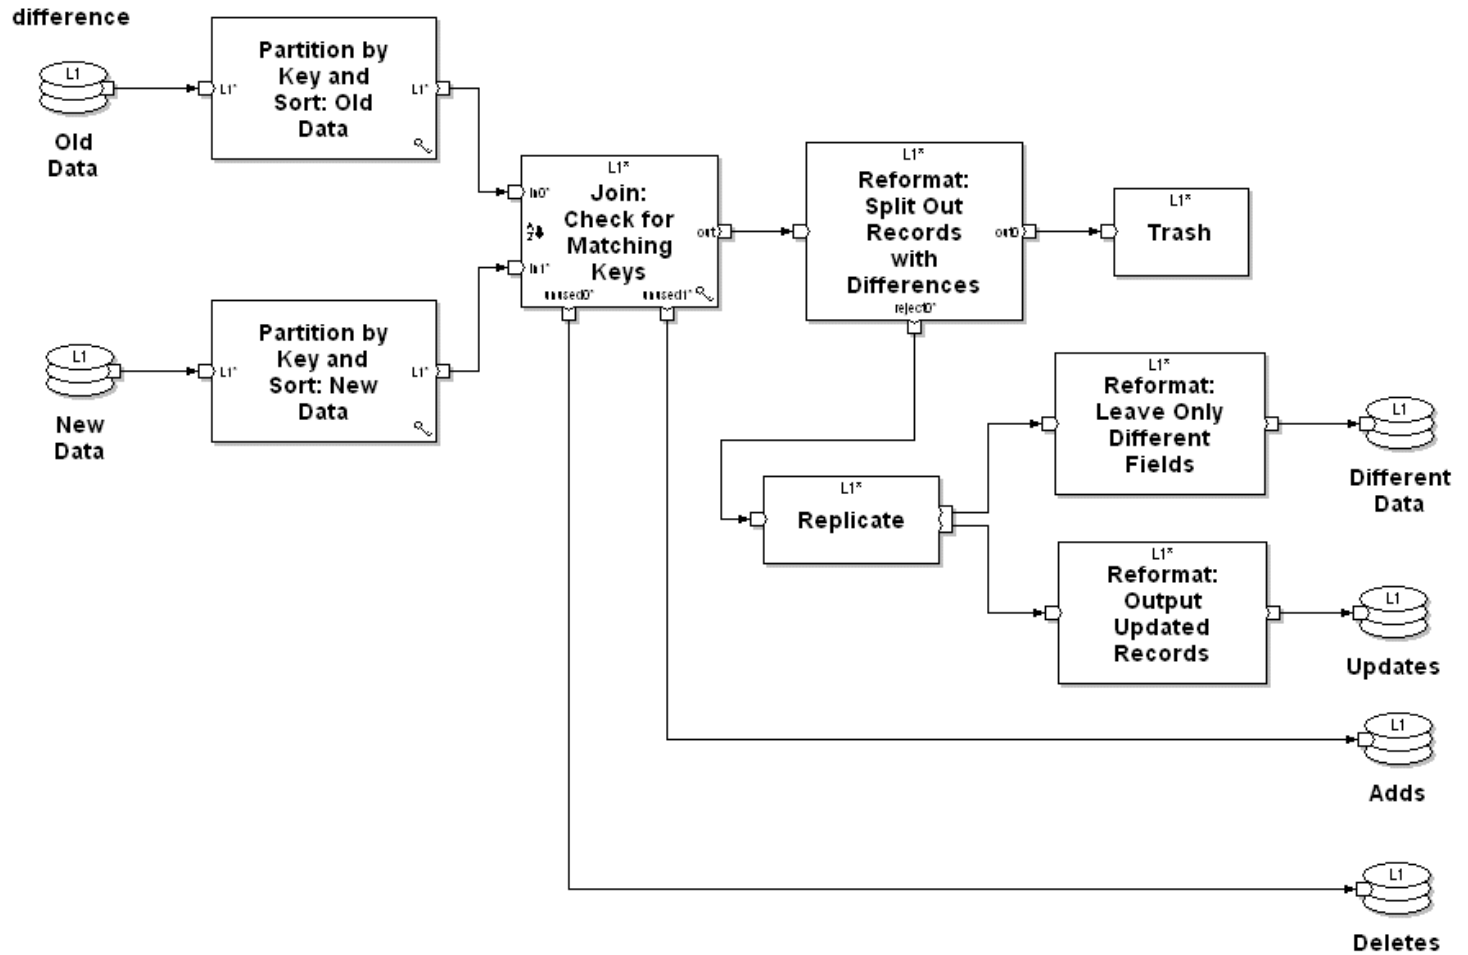 difference
L1
Old
Data
Partition by
Key and
Sort: Old
Data
L1*
L1*
New
Data
L1
Partition by
Key and
Sort: New
Data
L1*
L1*
L1*
Join:
Check for
Matching
Keys
in0*
in1*
out
unused0*
unused1*
L1*
Reformat:
Split Out
Records
with
Differences
out0
reject0*
L1*
Trash
L1*
Replicate
L1*
Reformat:
Leave Only
Different
Fields
L1
Different
Data
L1*
Reformat:
Output
Updated
Records
L1
Updates
L1
Adds
L1
Deletes